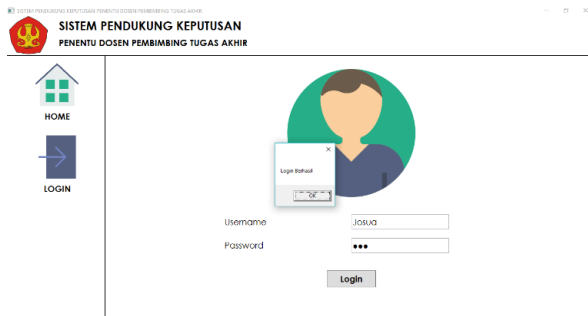 SISTEM PENDUKUNG KEPUTUSAN PENENTU DOSEN PEMBIMBING TUGAS AKHIR
SISTEM PENDUKUNG KEPUTUSAN
PENENTU DOSEN PEMBIMBING TUGAS AKHIR
HOME
LOGIN
Login Berhasil
OK
Username
Josua
Password
Login